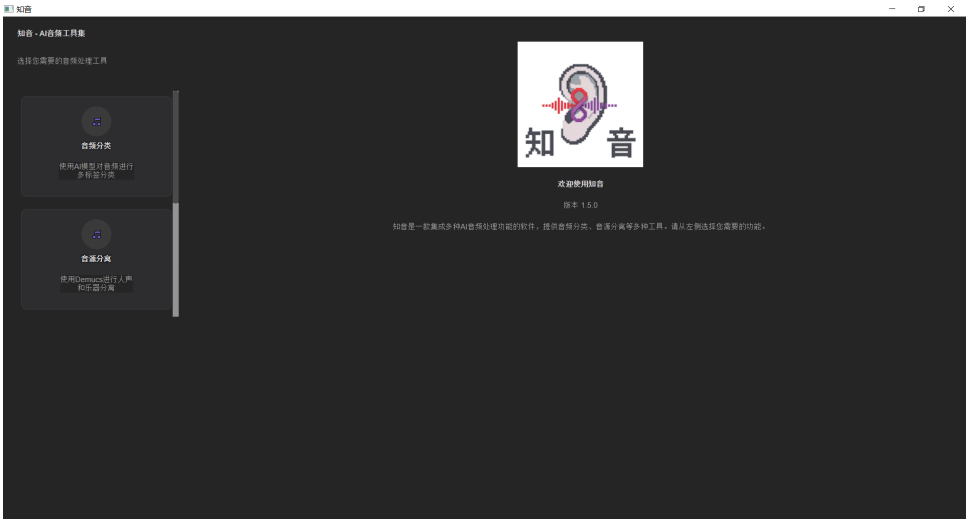 知音
知音 - AI音频工具集
选择您需要的音频处理工具
音频分类
使用AI模型对音频进行
多标签分类
音源分离
使用Demucs进行人声
和乐器分离
知 音
欢迎使用知音
版本 1.5.0
知音是一款集成多种AI音频处理功能的软件，提供音频分类、音源分离等多种工具。请从左侧选择您需要的功能。